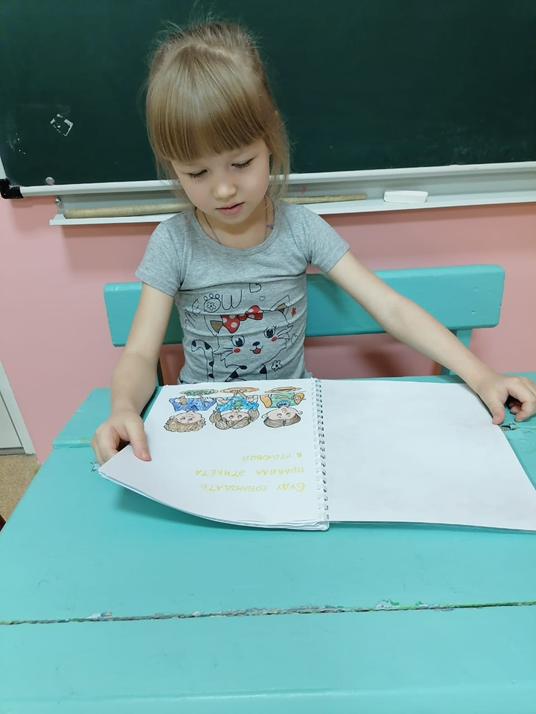 Буду соблюдать
правила этикета
в столовой